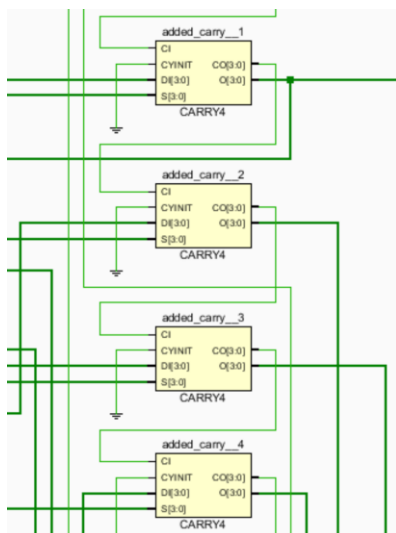 added_carry__1
CI
CYINIT CO[3:0]
DI[3:0] O[3:0]
S[3:0]
CARRY4
added_carry__2
CI
CYINIT CO[3:0]
DI[3:0] O[3:0]
S[3:0]
CARRY4
added_carry__3
CI
CYINIT CO[3:0]
DI[3:0] O[3:0]
S[3:0]
CARRY4
added_carry__4
CI
CYINIT CO[3:0]
DI[3:0] O[3:0]
S[3:0]
CARRY4